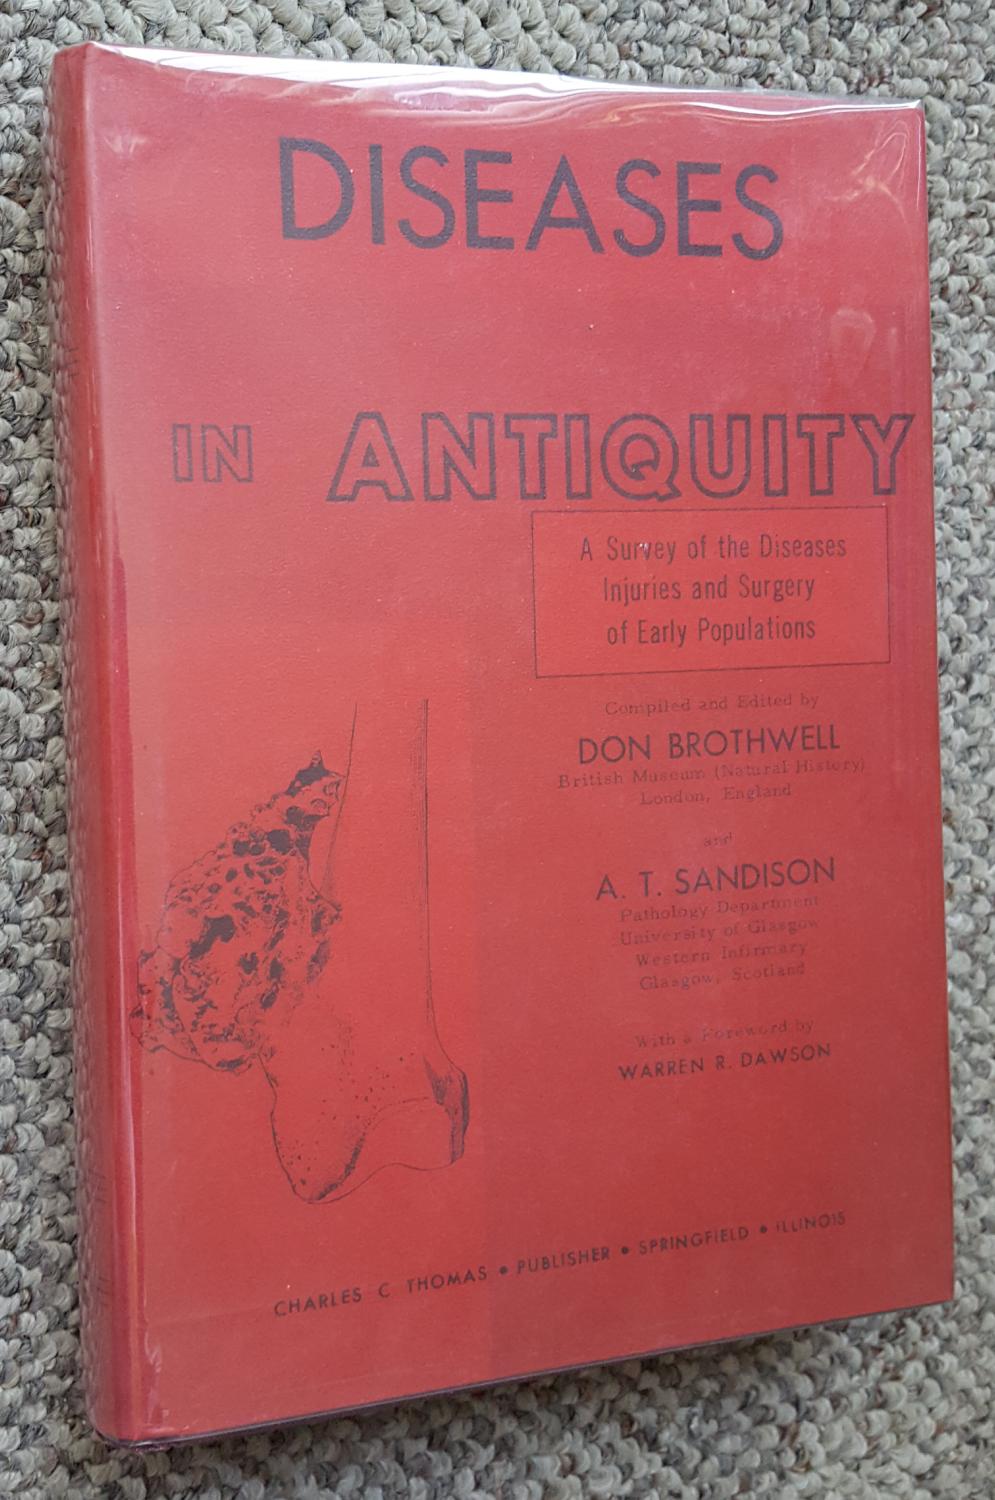 DISEASES
IN ANTIQUITY
A Survey of the Diseases
Injuries and Surgery
of Early Populations
Compiled and Edited by
DON BROTHWELL
British Museum (Natural History)
London, England
and
A. T. SANDISON
Pathology Department
University of Glasgow
Western Infirmary
Glasgow, Scotland
With a Foreword by
WARREN R. DAWSON
CHARLES C THOMAS • PUBLISHER • SPRINGFIELD • ILLINOIS